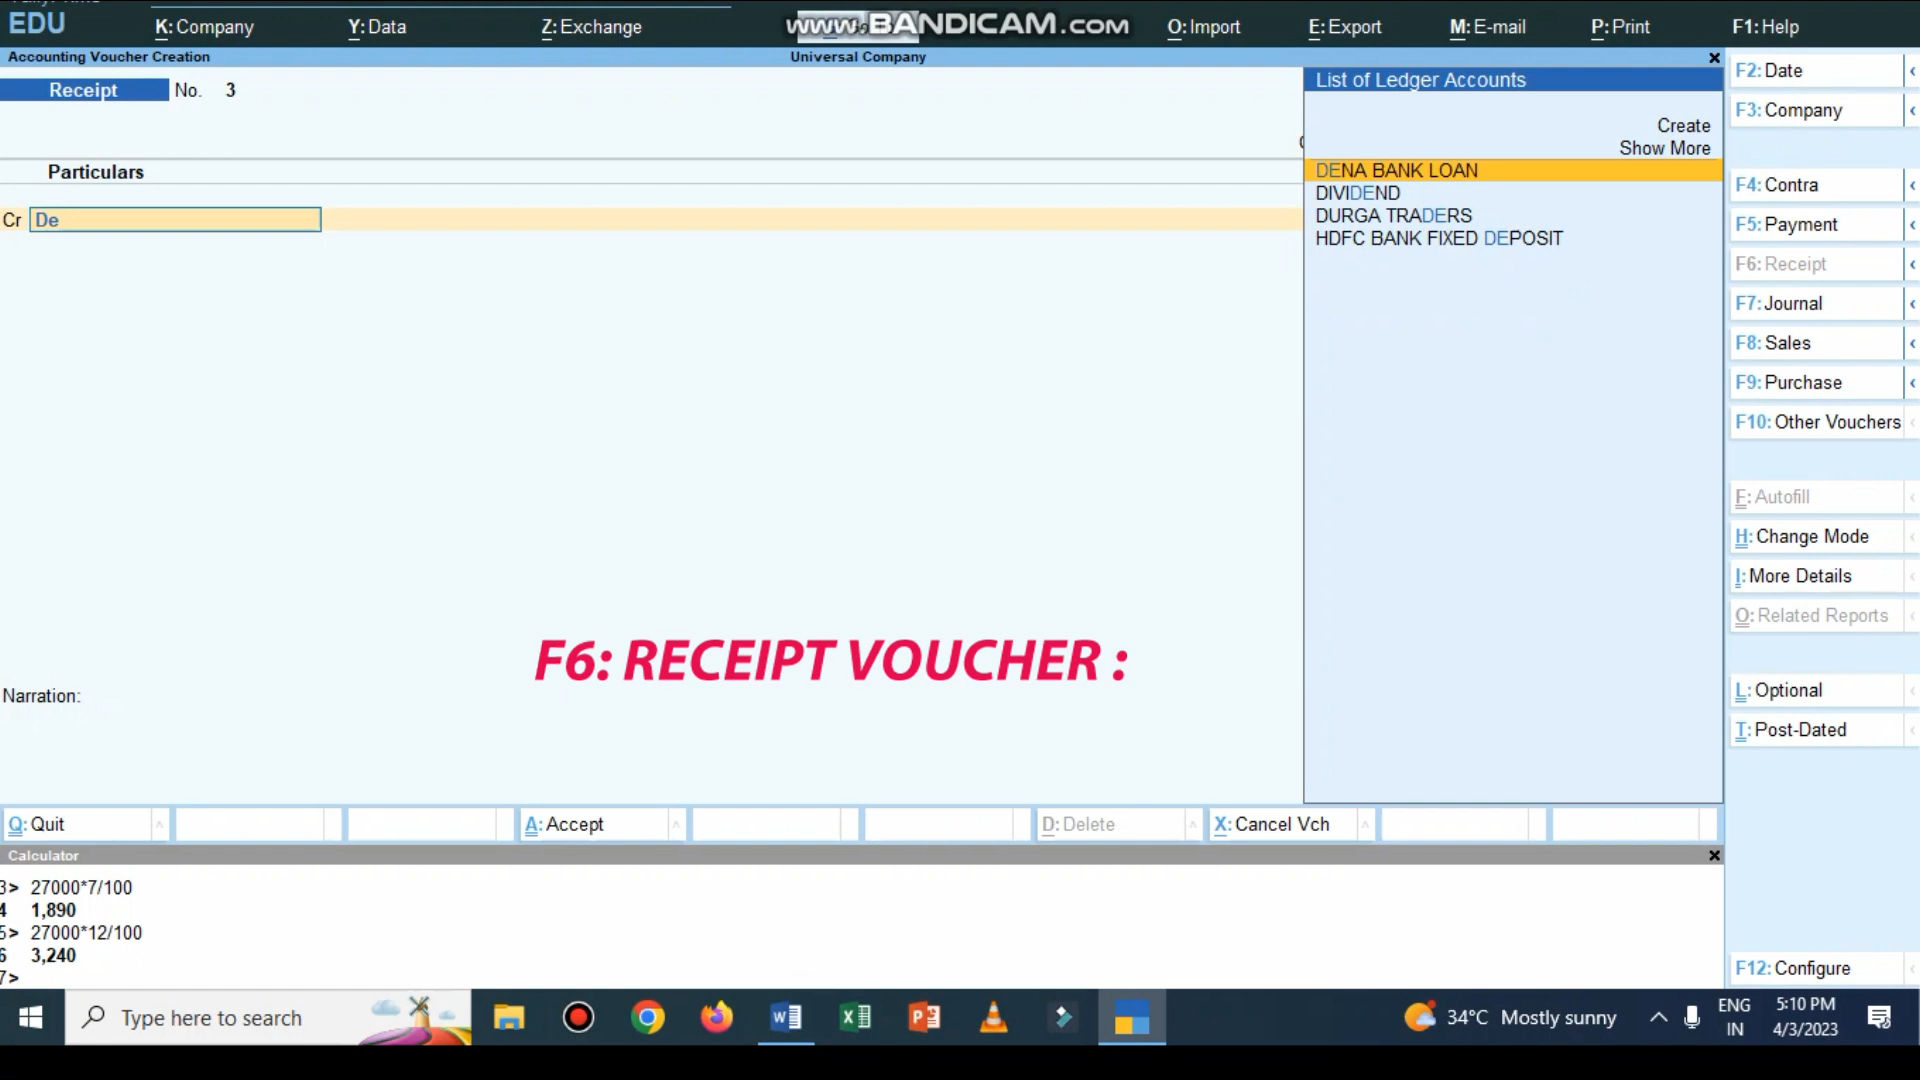 EDU
K: Company
Y: Data
Z: Exchange
www.BANDICAM.com
O: Import
E: Export
M: E-mail
P: Print
F1: Help
Accounting Voucher Creation
Universal Company
Receipt No. 3
Particulars
Cr De
List of Ledger Accounts
Create
Show More
DENA BANK LOAN
DIVIDEND
DURGA TRADERS
HDFC BANK FIXED DEPOSIT
F2: Date
F3: Company
F4: Contra
F5: Payment
F6: Receipt
F7: Journal
F8: Sales
F9: Purchase
F10: Other Vouchers
F: Autofill
H: Change Mode
I: More Details
O: Related Reports
L: Optional
T: Post-Dated
F12: Configure
F6: RECEIPT VOUCHER :
Narration:
Q: Quit
A: Accept
D: Delete
X: Cancel Vch
Calculator
3> 27000*7/100
4 1,890
5> 27000*12/100
6 3,240
7>
Type here to search
34°C Mostly sunny
ENG
IN
5:10 PM
4/3/2023